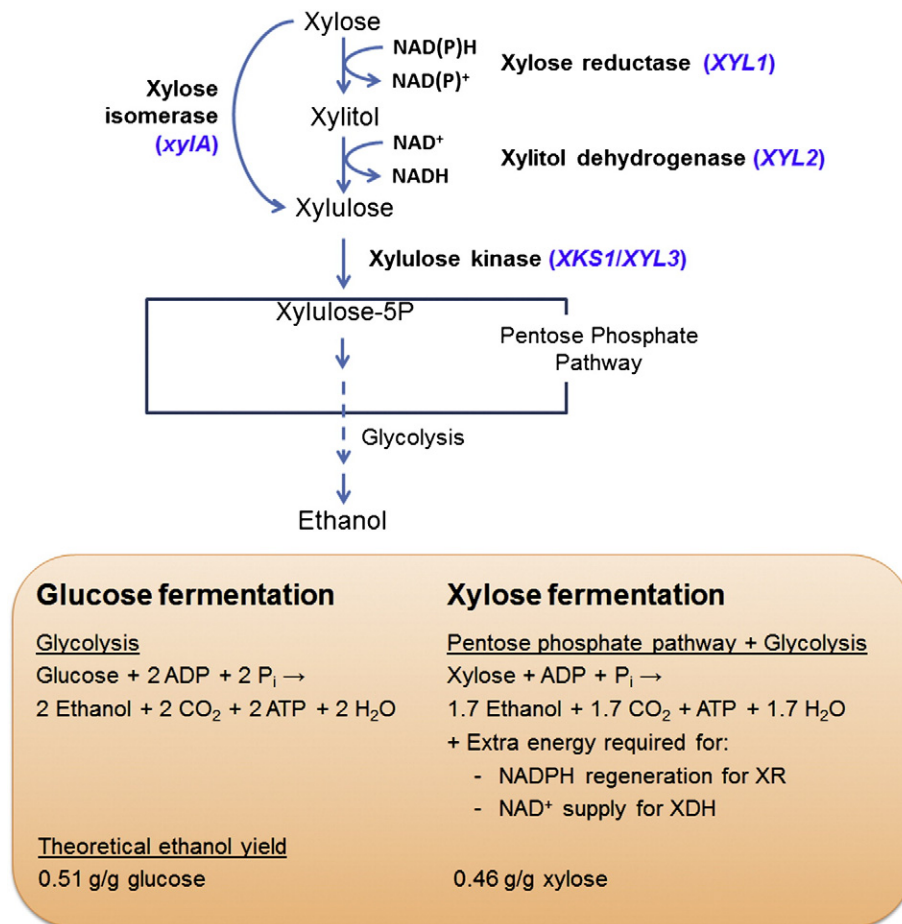 Xylose
NAD(P)H
NAD(P)⁺
Xylose reductase (XYL1)
Xylose
isomerase
(xylA)
Xylitol
NAD⁺
NADH
Xylitol dehydrogenase (XYL2)
Xylulose
Xylulose kinase (XKS1/XYL3)
Xylulose-5P
Pentose Phosphate
Pathway
Glycolysis
Ethanol
Glucose fermentation
Glycolysis
Glucose + 2 ADP + 2 Pᵢ →
2 Ethanol + 2 CO₂ + 2 ATP + 2 H₂O
Theoretical ethanol yield
0.51 g/g glucose
Xylose fermentation
Pentose phosphate pathway + Glycolysis
Xylose + ADP + Pᵢ →
1.7 Ethanol + 1.7 CO₂ + ATP + 1.7 H₂O
+ Extra energy required for:
- NADPH regeneration for XR
- NAD⁺ supply for XDH
0.46 g/g xylose